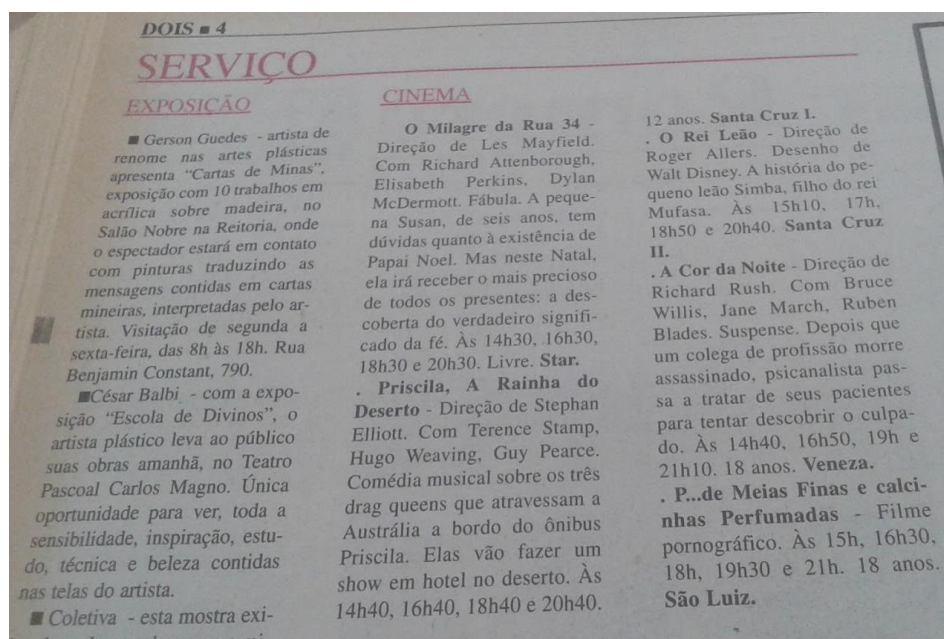 DOIS ■ 4
SERVIÇO
EXPOSIÇÃO
■ Gerson Guedes - artista de
renome nas artes plásticas
apresenta “Cartas de Minas”,
exposição com 10 trabalhos em
acrílica sobre madeira, no
Salão Nobre na Reitoria, onde
o espectador estará em contato
com pinturas traduzindo as
mensagens contidas em cartas
mineiras, interpretadas pelo ar-
tista. Visitação de segunda a
sexta-feira, das 8h às 18h. Rua
Benjamin Constant, 790.
■César Balbi - com a expo-
sição “Escola de Divinos”, o
artista plástico leva ao público
suas obras amanhã, no Teatro
Pascoal Carlos Magno. Única
oportunidade para ver, toda a
sensibilidade, inspiração, estu-
do, técnica e beleza contidas
nas telas do artista.
■ Coletiva - esta mostra exi-
CINEMA
O Milagre da Rua 34 -
Direção de Les Mayfield.
Com Richard Attenborough,
Elisabeth Perkins, Dylan
McDermott. Fábula. A peque-
na Susan, de seis anos, tem
dúvidas quanto à existência de
Papai Noel. Mas neste Natal,
ela irá receber o mais precioso
de todos os presentes: a des-
coberta do verdadeiro signifi-
cado da fé. Às 14h30, 16h30,
18h30 e 20h30. Livre. Star.
. Priscila, A Rainha do
Deserto - Direção de Stephan
Elliott. Com Terence Stamp,
Hugo Weaving, Guy Pearce.
Comédia musical sobre os três
drag queens que atravessam a
Austrália a bordo do ônibus
Priscila. Elas vão fazer um
show em hotel no deserto. Às
14h40, 16h40, 18h40 e 20h40.
12 anos. Santa Cruz I.
. O Rei Leão - Direção de
Roger Allers. Desenho de
Walt Disney. A história do pe-
queno leão Simba, filho do rei
Mufasa. Às 15h10, 17h,
18h50 e 20h40. Santa Cruz
II.
. A Cor da Noite - Direção de
Richard Rush. Com Bruce
Willis, Jane March, Ruben
Blades. Suspense. Depois que
um colega de profissão morre
assassinado, psicanalista pas-
sa a tratar de seus pacientes
para tentar descobrir o culpa-
do. Às 14h40, 16h50, 19h e
21h10. 18 anos. Veneza.
. P...de Meias Finas e calci-
nhas Perfumadas - Filme
pornográfico. Às 15h, 16h30,
18h, 19h30 e 21h. 18 anos.
São Luiz.